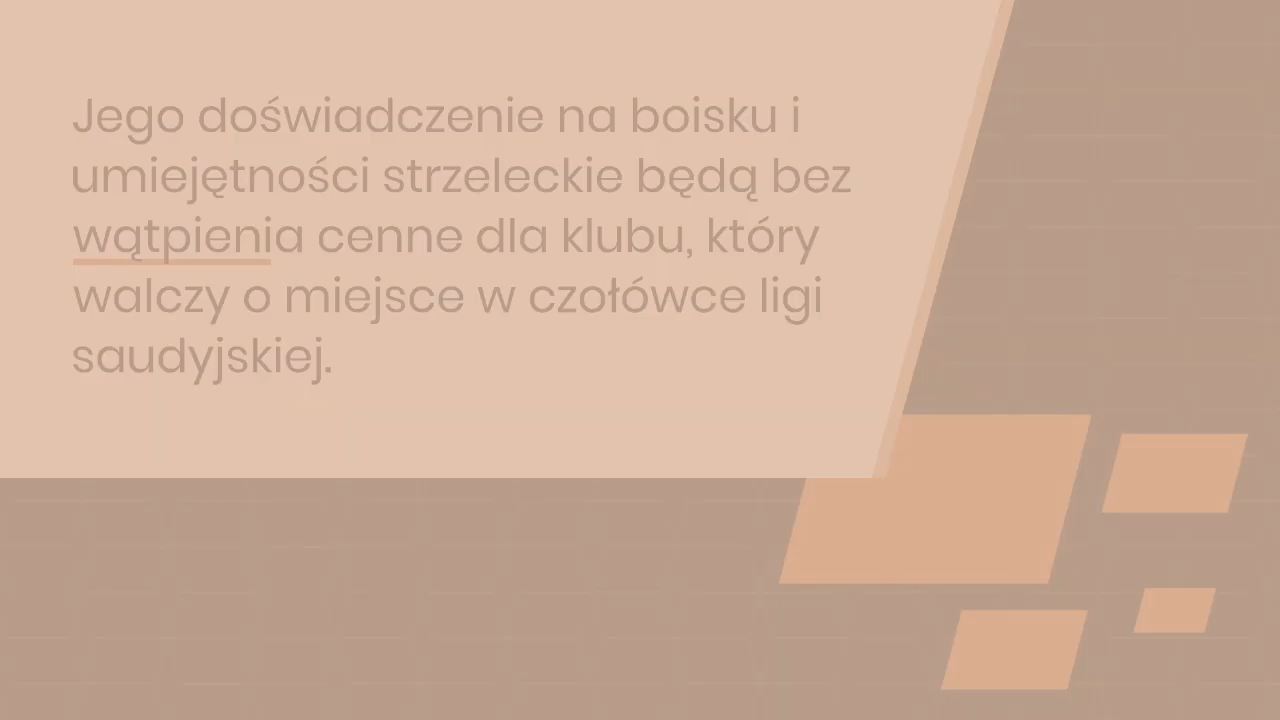 Jego doświadczenie na boisku i
umiejętności strzeleckie będą bez
wątpienia cenne dla klubu, który
walczy o miejsce w czołówce ligi
saudyjskiej.